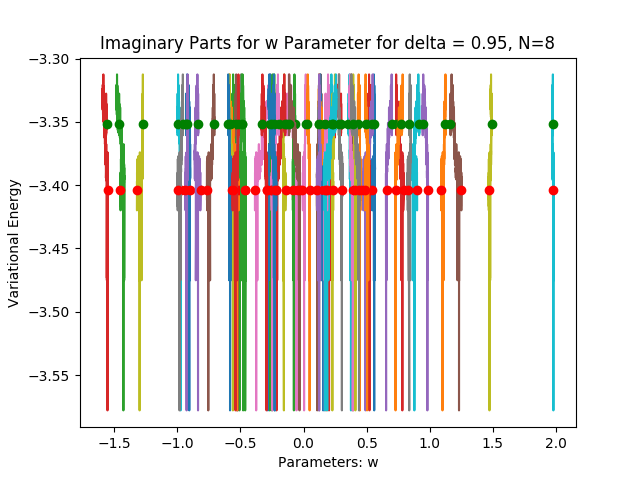 Imaginary Parts for w Parameter for delta = 0.95, N=8
−3.30
−3.35
−3.40
−3.45
−3.50
−3.55
Variational Energy
−1.5 −1.0 −0.5 0.0 0.5 1.0 1.5 2.0
Parameters: w